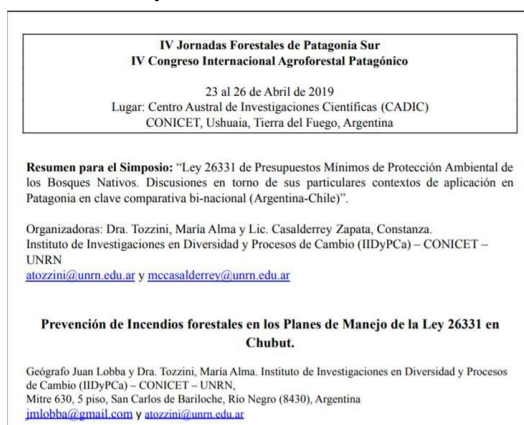 IV Jornadas Forestales de Patagonia Sur
IV Congreso Internacional Agroforestal Patagónico
23 al 26 de Abril de 2019
Lugar: Centro Austral de Investigaciones Científicas (CADIC)
CONICET, Ushuaia, Tierra del Fuego, Argentina
Resumen para el Simposio: “Ley 26331 de Presupuestos Mínimos de Protección Ambiental de
los Bosques Nativos. Discusiones en torno de sus particulares contextos de aplicación en
Patagonia en clave comparativa bi-nacional (Argentina-Chile)”.
Organizadoras: Dra. Tozzini, María Alma y Lic. Casalderrey Zapata, Constanza.
Instituto de Investigaciones en Diversidad y Procesos de Cambio (IIDyPCa) – CONICET –
UNRN
atozzini@unrn.edu.ar y mccasalderrey@unrn.edu.ar
Prevención de Incendios forestales en los Planes de Manejo de la Ley 26331 en
Chubut.
Geógrafo Juan Lobba y Dra. Tozzini, María Alma. Instituto de Investigaciones en Diversidad y Procesos
de Cambio (IIDyPCa) – CONICET – UNRN,
Mitre 630, 5 piso, San Carlos de Bariloche, Río Negro (8430), Argentina
jmlobba@gmail.com y atozzini@unrn.edu.ar